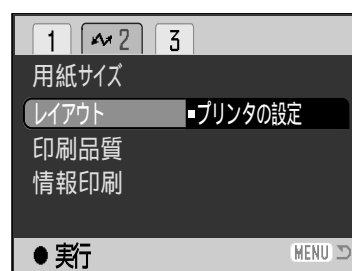 1 2 3
用紙サイズ
レイアウト ▪プリンタの設定
印刷品質
情報印刷
● 実行 MENU